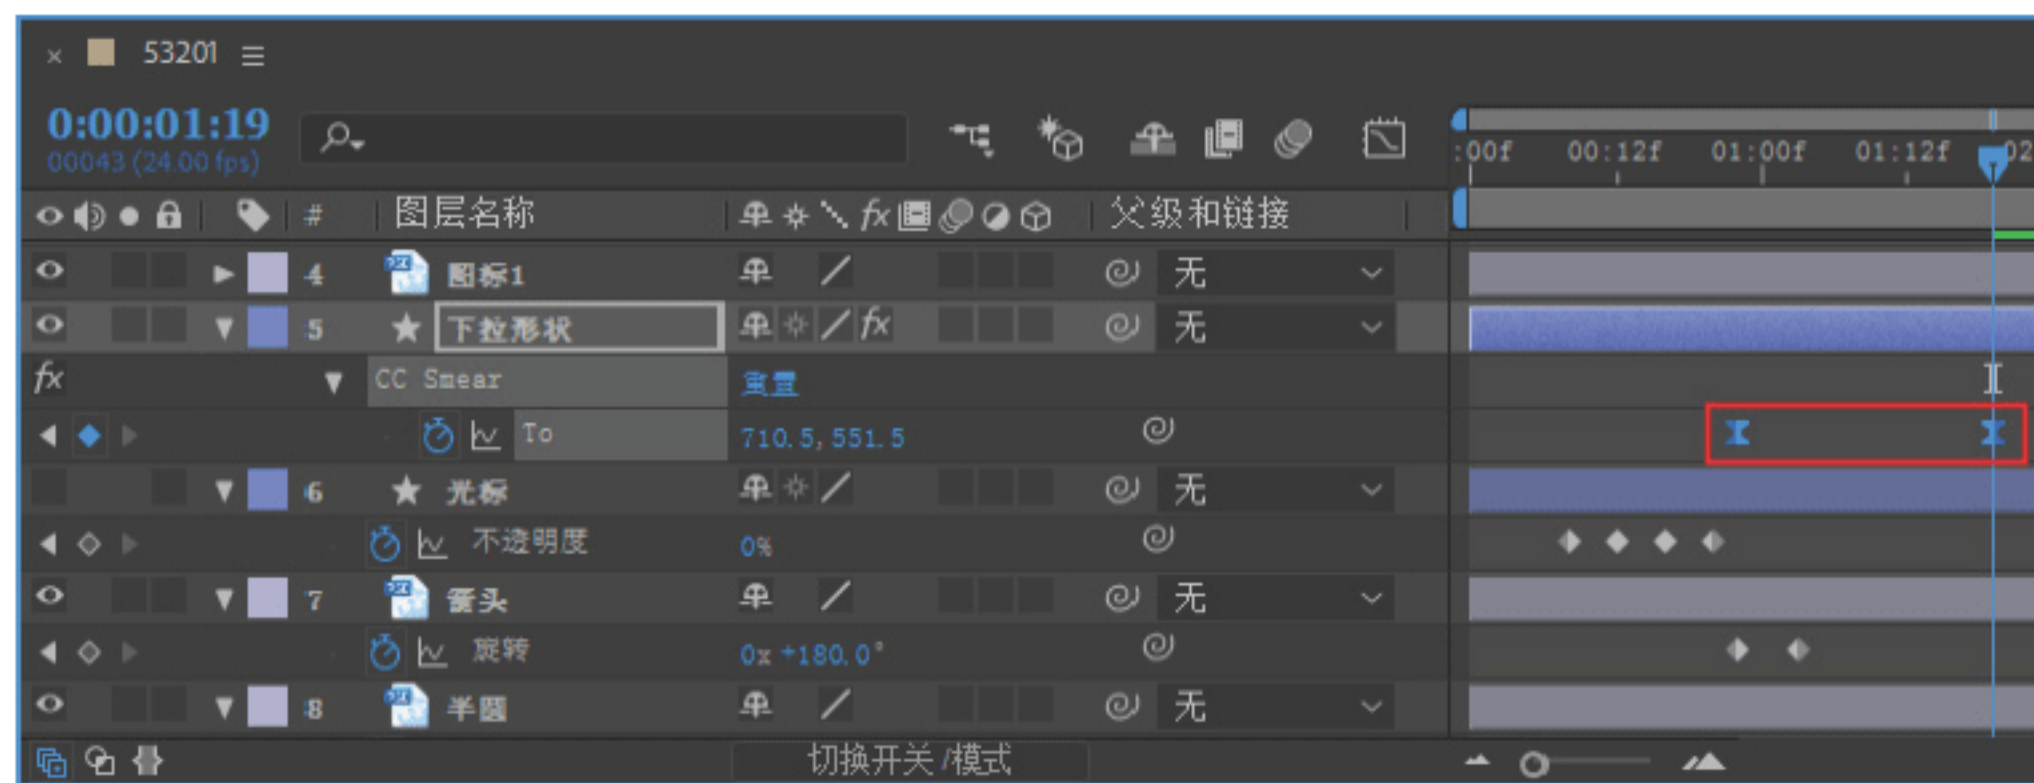 53201
0:00:01:19
00043 (24.00 fps)
:00f 00:12f 01:00f 01:12f 02
# 图层名称 fx 父级和链接
4 图标1 无
5 下拉形状 fx 无
fx CC Smear 重置
To 710.5, 551.5
6 光标 无
不透明度 0%
7 箭头 无
旋转 0x +180.0°
8 半圆 无
切换开关/模式